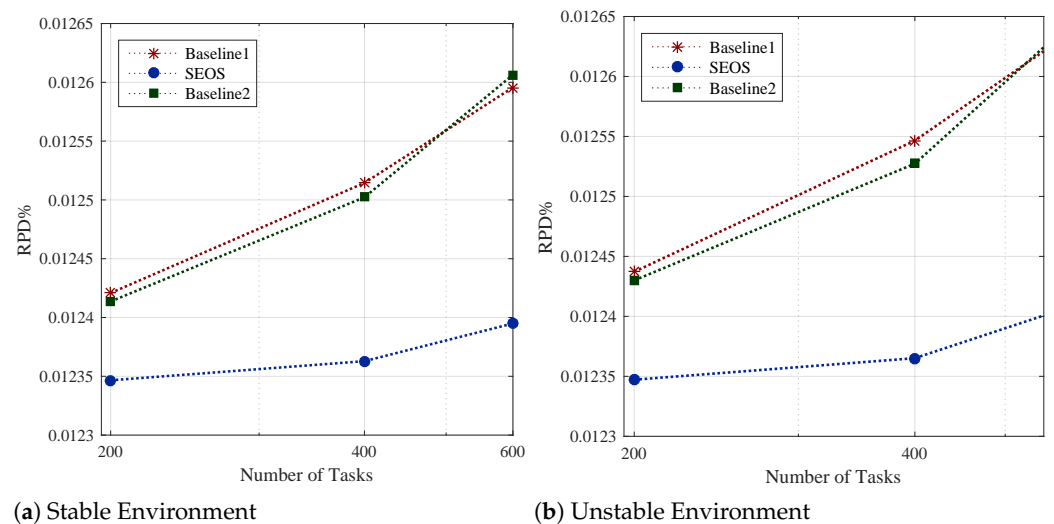 0.01265
0.0126
0.01255
0.0125
0.01245
0.0124
0.01235
0.0123
RPD%
Baseline1
SEOS
Baseline2
200
400
600
Number of Tasks
(a) Stable Environment
0.01265
0.0126
0.01255
0.0125
0.01245
0.0124
0.01235
0.0123
RPD%
Baseline1
SEOS
Baseline2
200
400
Number of Tasks
(b) Unstable Environment